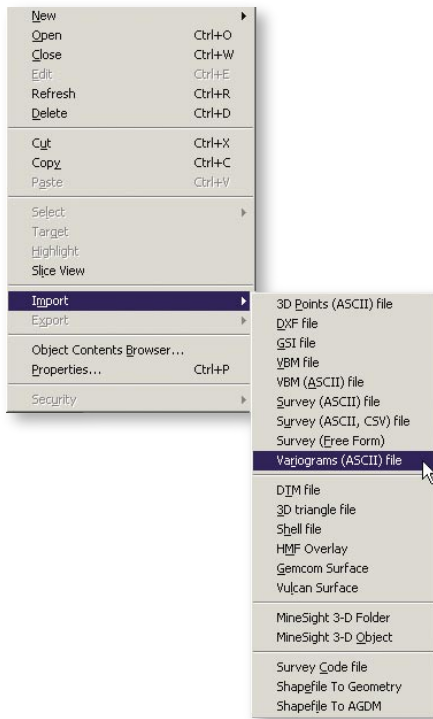 New
Open Ctrl+O
Close Ctrl+W
Edit Ctrl+E
Refresh Ctrl+R
Delete Ctrl+D
Cut Ctrl+X
Copy Ctrl+C
Paste Ctrl+V
Select
Target
Highlight
Slice View
Import
Export
Object Contents Browser...
Properties... Ctrl+P
Security
3D Points (ASCII) file
DXF file
GSI file
VBM file
VBM (ASCII) file
Survey (ASCII) file
Survey (ASCII, CSV) file
Survey (Free Form)
Variograms (ASCII) file
DTM file
3D triangle file
Shell file
HMF Overlay
Gemcom Surface
Vulcan Surface
MineSight 3-D Folder
MineSight 3-D Object
Survey Code file
Shapefile To Geometry
Shapefile To AGDM